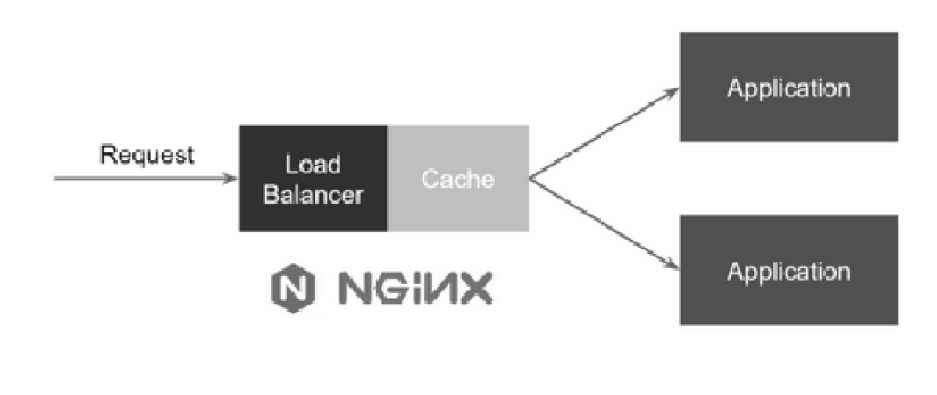 Request
Load
Balancer
Cache
NGINX
Application
Application